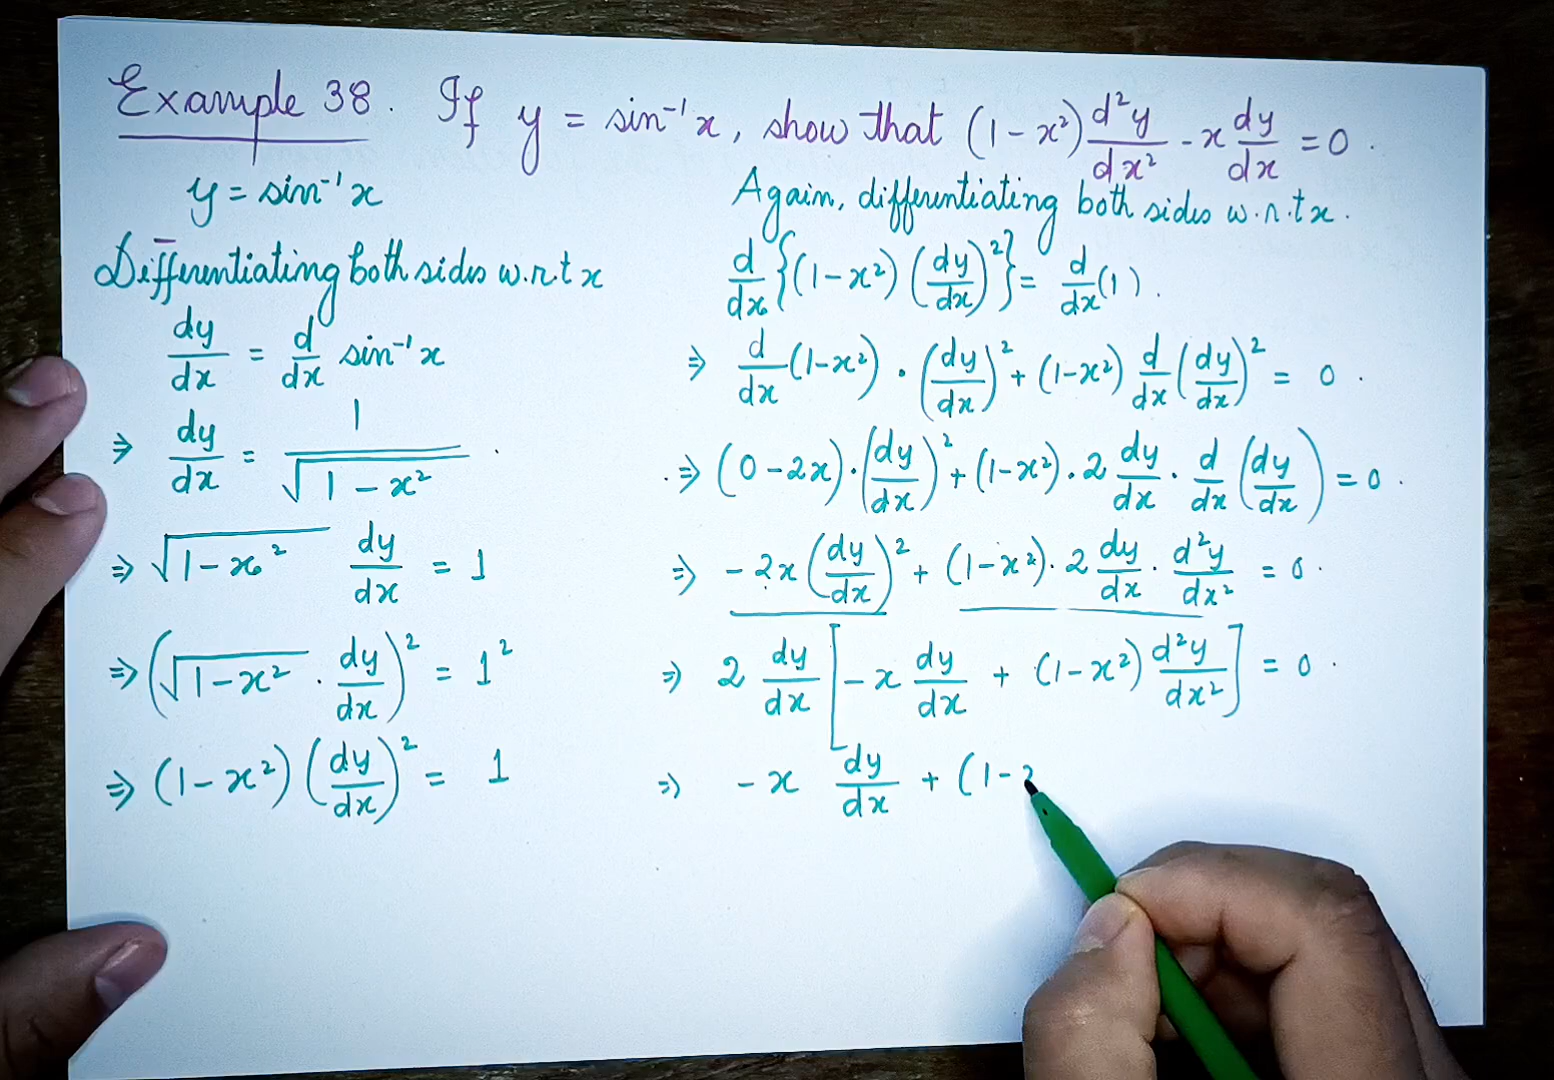 Example 38. If y = sin⁻¹x, show that (1-x²) d²y/dx² - x dy/dx = 0.
y = sin⁻¹x
Differentiating both sides w.r.t x
dy/dx = d/dx sin⁻¹x
⇒ dy/dx = 1/√(1-x²) .
⇒ √(1-x²) dy/dx = 1
⇒ (√(1-x²) . dy/dx)² = 1²
⇒ (1-x²) (dy/dx)² = 1
Again, differentiating both sides w.r.t x.
d/dx {(1-x²) (dy/dx)²} = d/dx (1).
⇒ d/dx (1-x²) . (dy/dx)² + (1-x²) d/dx (dy/dx)² = 0.
⇒ (0-2x) . (dy/dx)² + (1-x²) . 2 dy/dx . d/dx (dy/dx) = 0.
⇒ -2x (dy/dx)² + (1-x²) . 2 dy/dx . d²y/dx² = 0.
⇒ 2 dy/dx [-x dy/dx + (1-x²) d²y/dx²] = 0.
⇒ -x dy/dx + (1-